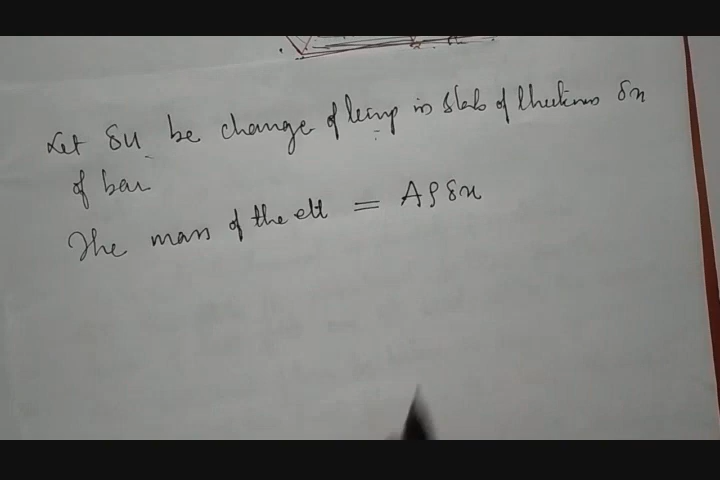 Let δu be change of temp in slab of thickness δx
of bar
The mass of the elt = Aρδx